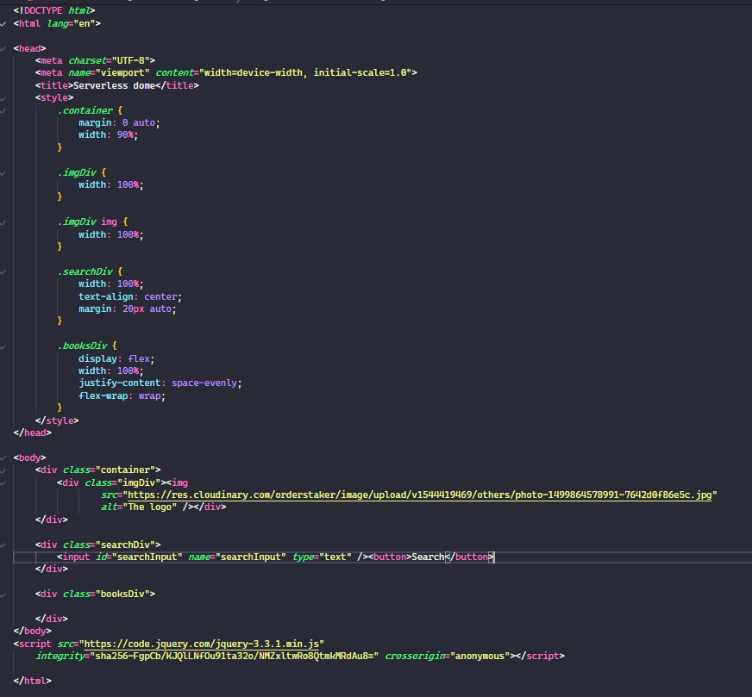 <!DOCTYPE html>
<html lang="en">
<head>
<meta charset="UTF-8">
<meta name="viewport" content="width=device-width, initial-scale=1.0">
<title>Serverless dome</title>
<style>
.container {
margin: 0 auto;
width: 90%;
}
.imgDiv {
width: 100%;
}
.imgDiv img {
width: 100%;
}
.searchDiv {
width: 100%;
text-align: center;
margin: 20px auto;
}
.booksDiv {
display: flex;
width: 100%;
justify-content: space-evenly;
flex-wrap: wrap;
}
</style>
</head>
<body>
<div class="container">
<div class="imgDiv"><img
src="https://res.cloudinary.com/orderstaker/image/upload/v1544419469/others/photo-1499864578991-7642d0f86e5c.jpg"
alt="The logo" /></div>
</div>
<div class="searchDiv">
<input id="searchInput" name="searchInput" type="text" /><button>Search</button>
</div>
<div class="booksDiv">
</div>
</body>
<script src="https://code.jquery.com/jquery-3.3.1.min.js"
integrity="sha256-FgpCb/KJQlLNfOu91ta32o/NMZxltwRo8QtmkMRdAu8=" crossorigin="anonymous"></script>
</html>